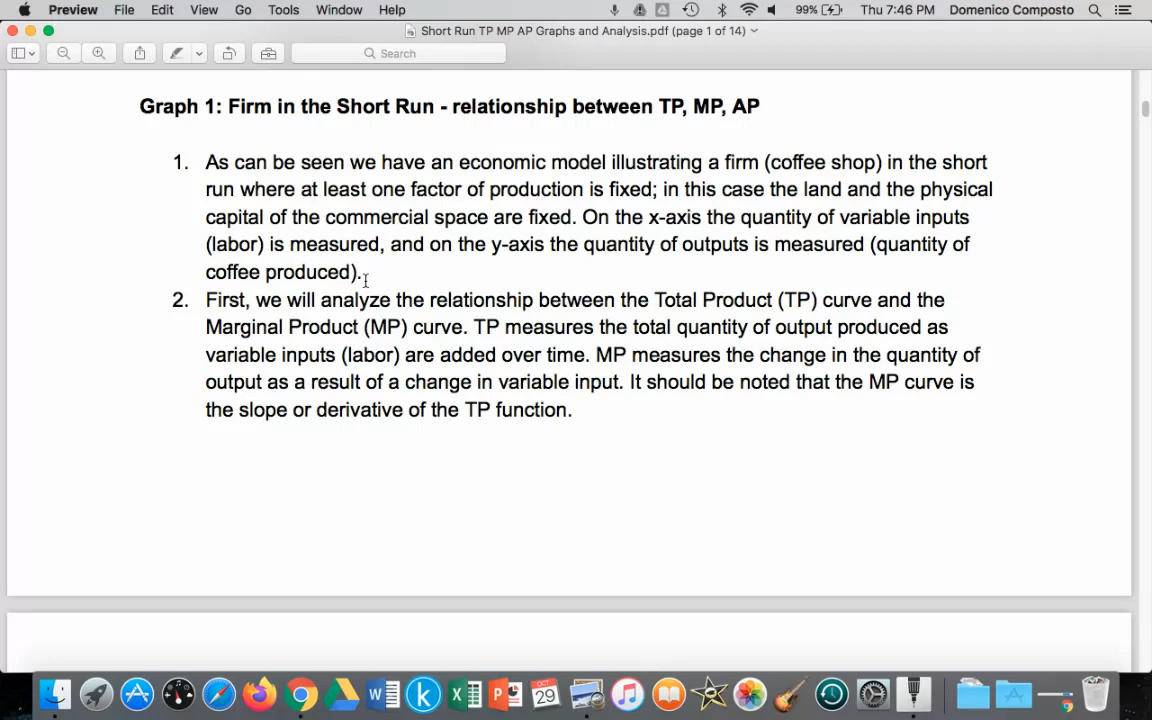 Preview File Edit View Go Tools Window Help 99% Thu 7:46 PM Domenico Composto
Short Run TP MP AP Graphs and Analysis.pdf (page 1 of 14)
Search
Graph 1: Firm in the Short Run - relationship between TP, MP, AP
1. As can be seen we have an economic model illustrating a firm (coffee shop) in the short
run where at least one factor of production is fixed; in this case the land and the physical
capital of the commercial space are fixed. On the x-axis the quantity of variable inputs
(labor) is measured, and on the y-axis the quantity of outputs is measured (quantity of
coffee produced).
2. First, we will analyze the relationship between the Total Product (TP) curve and the
Marginal Product (MP) curve. TP measures the total quantity of output produced as
variable inputs (labor) are added over time. MP measures the change in the quantity of
output as a result of a change in variable input. It should be noted that the MP curve is
the slope or derivative of the TP function.
W k X P OCT 29